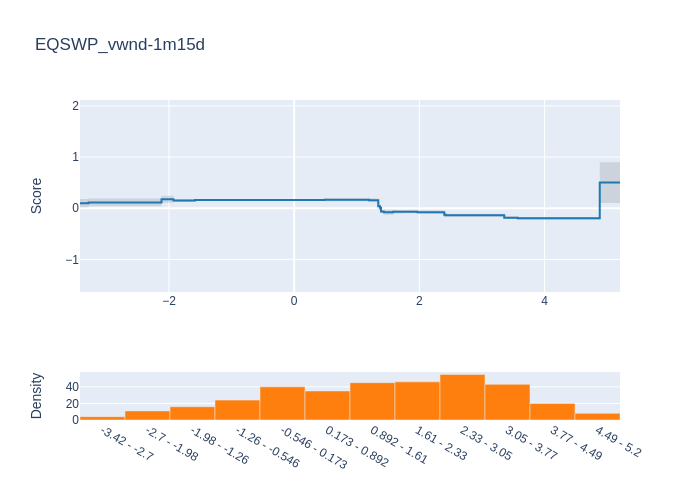 EQSWP_vwnd-1m15d
2
1
0
−1
Score
−2
0
2
4
40
20
0
Density
-3.42 - -2.7
-2.7 - -1.98
-1.98 - -1.26
-1.26 - -0.546
-0.546 - 0.173
0.173 - 0.892
0.892 - 1.61
1.61 - 2.33
2.33 - 3.05
3.05 - 3.77
3.77 - 4.49
4.49 - 5.2